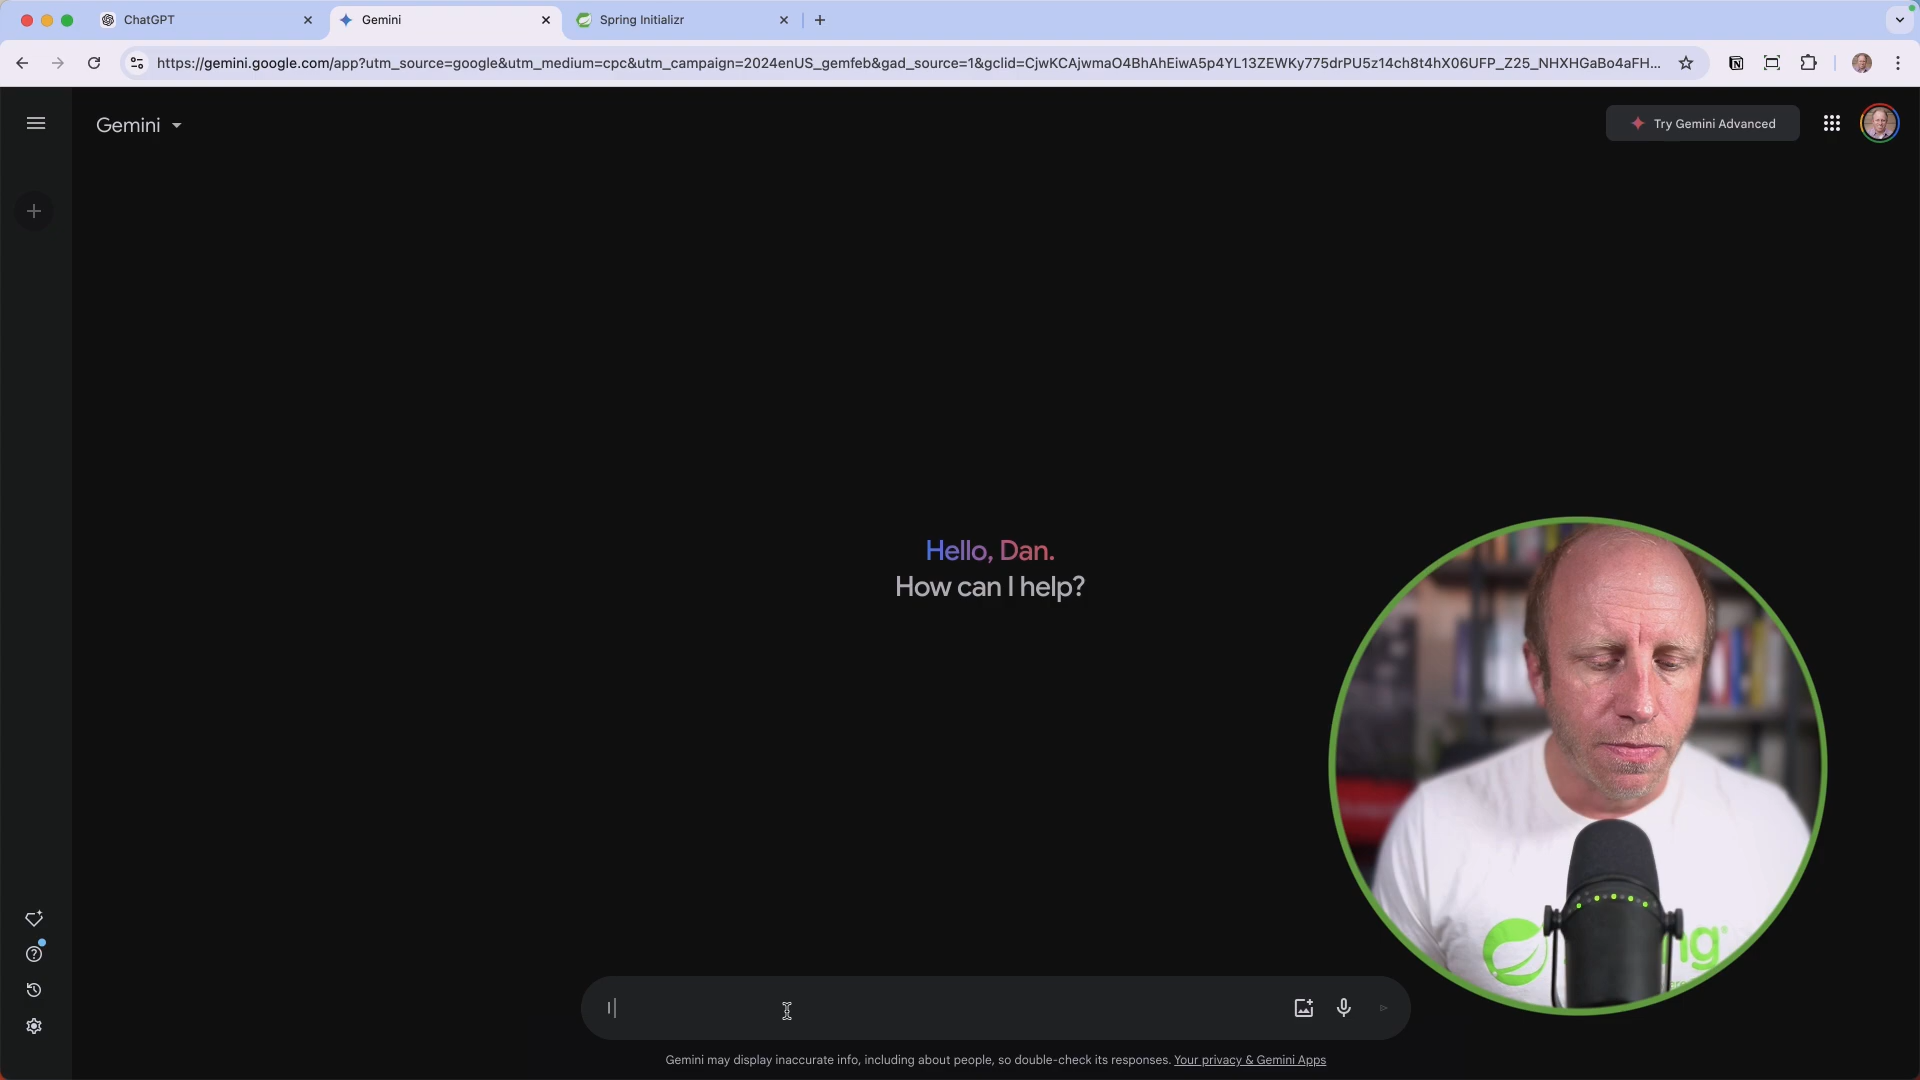 ChatGPT
Gemini
Spring Initializr
https://gemini.google.com/app?utm_source=google&utm_medium=cpc&utm_campaign=2024enUS_gemfeb&gad_source=1&gclid=CjwKCAjwmaO4BhAhEiwA5p4YL13ZEWKy775drPU5z14ch8t4hX06UFP_Z25_NHXHGaBo4aFH...
Gemini
Try Gemini Advanced
Hello, Dan.
How can I help?
I
Gemini may display inaccurate info, including about people, so double-check its responses. Your privacy & Gemini Apps